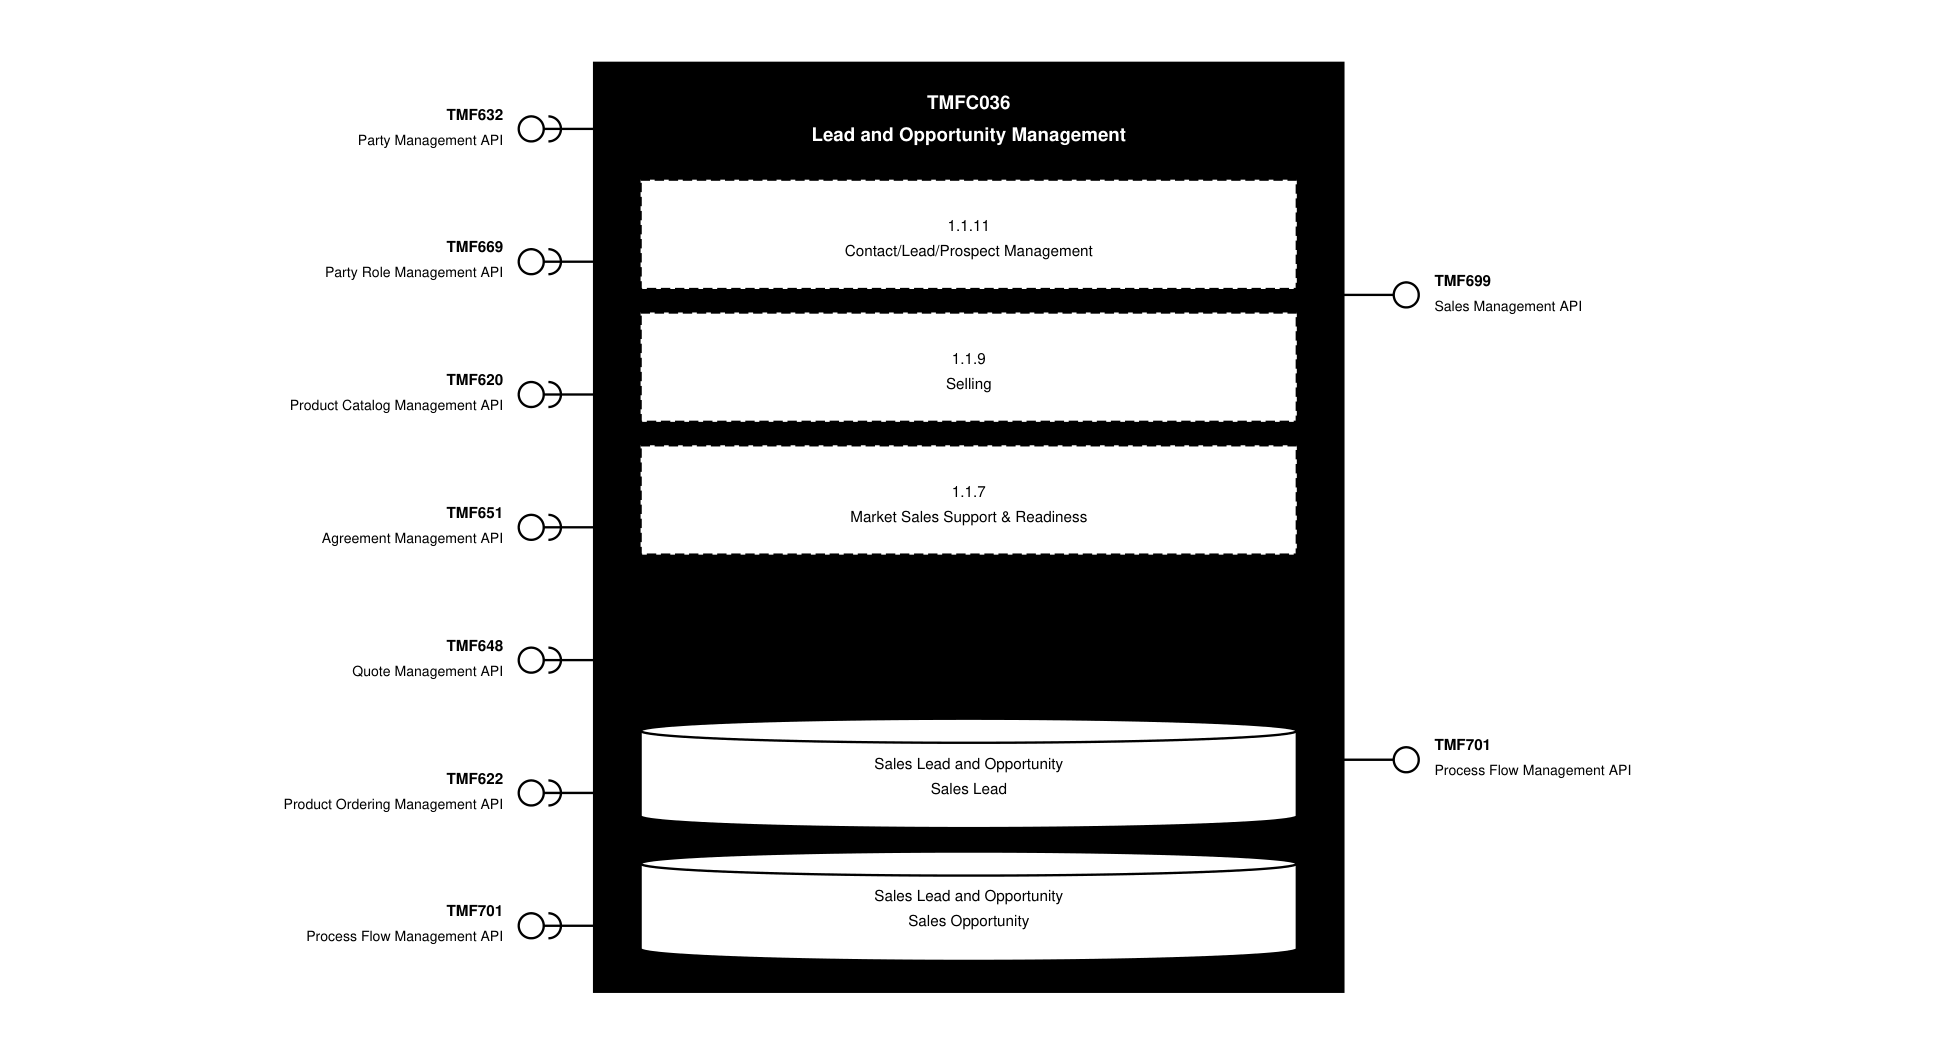 TMFC036
Lead and Opportunity Management
TMF632
Party Management API
TMF669
Party Role Management API
TMF620
Product Catalog Management API
TMF651
Agreement Management API
TMF648
Quote Management API
TMF622
Product Ordering Management API
TMF701
Process Flow Management API
1.1.11
Contact/Lead/Prospect Management
1.1.9
Selling
1.1.7
Market Sales Support & Readiness
Sales Lead and Opportunity
Sales Lead
Sales Lead and Opportunity
Sales Opportunity
TMF699
Sales Management API
TMF701
Process Flow Management API